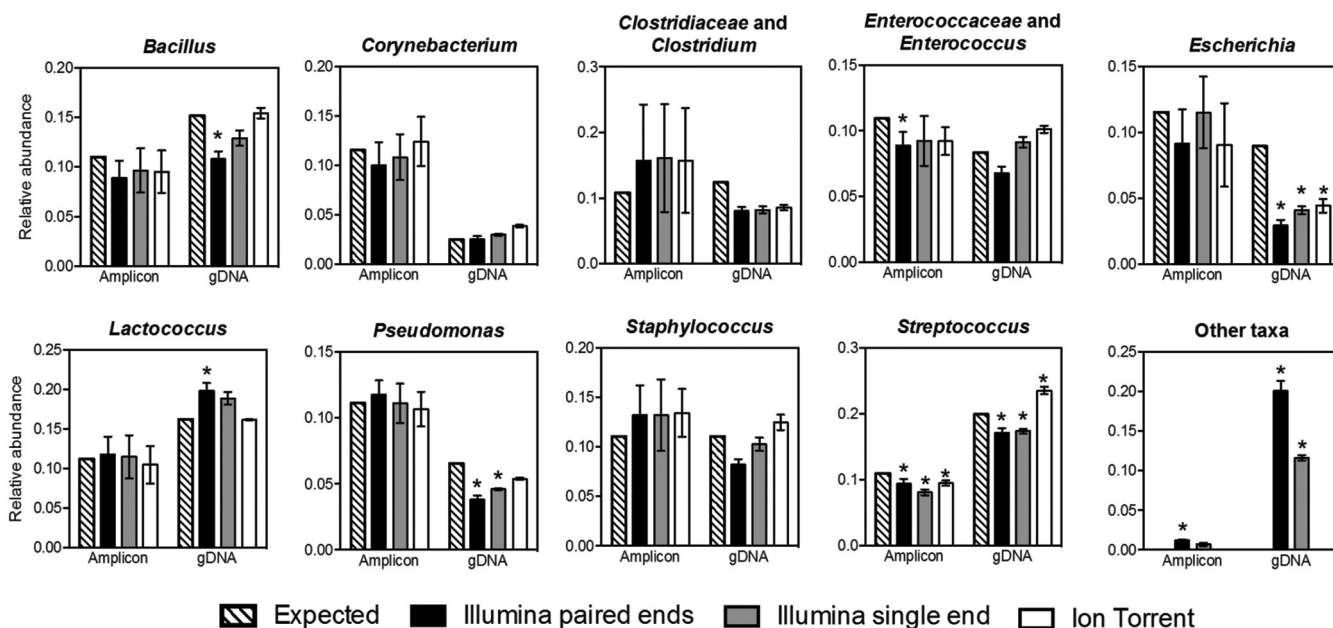 Clostridiaceae and Enterococcaceae and
Bacillus Corynebacterium Clostridium Enterococcus Escherichia
Relative abundance
0.20 0.20 0.3 0.15 0.15
0.15 0.15 0.2 0.10 0.10
0.10 0.10 0.1 0.05 0.05
0.05 0.05
0.00 0.00 0.0 0.00 0.00
* * * * *
Amplicon gDNA Amplicon gDNA Amplicon gDNA Amplicon gDNA Amplicon gDNA
Lactococcus Pseudomonas Staphylococcus Streptococcus Other taxa
Relative abundance
0.25 0.15 0.20 0.3 0.25
0.20 0.15 0.20
0.15 0.10 0.2 0.15
0.10 0.05 0.10 0.1 0.10
0.05 0.05 0.05
0.00 0.00 0.00 0.0 0.00
* * * * * * * * * * * *
Amplicon gDNA Amplicon gDNA Amplicon gDNA Amplicon gDNA Amplicon gDNA
Expected Illumina paired ends Illumina single end Ion Torrent